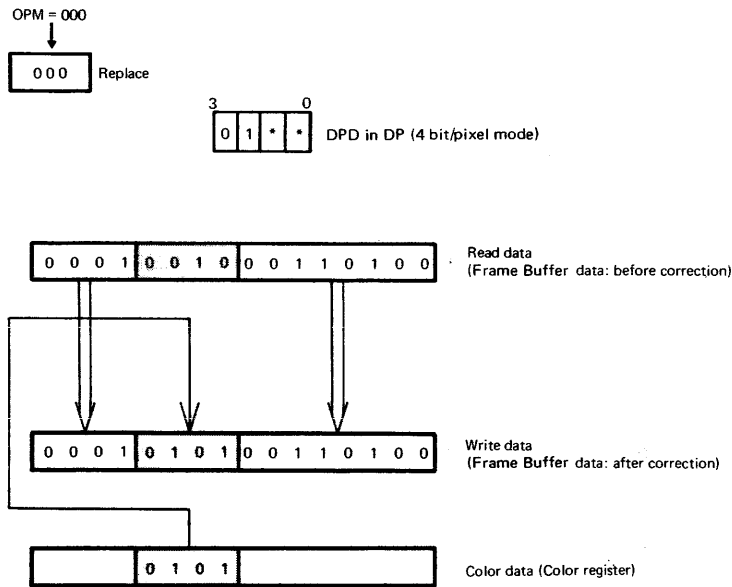 OPM = 000
000 Replace
3 0
0 1 * * DPD in DP (4 bit/pixel mode)
0 0 0 1 0 0 1 0 0 0 1 1 0 1 0 0 Read data
(Frame Buffer data: before correction)
0 0 0 1 0 1 0 1 0 0 1 1 0 1 0 0 Write data
(Frame Buffer data: after correction)
0 1 0 1 Color data (Color register)